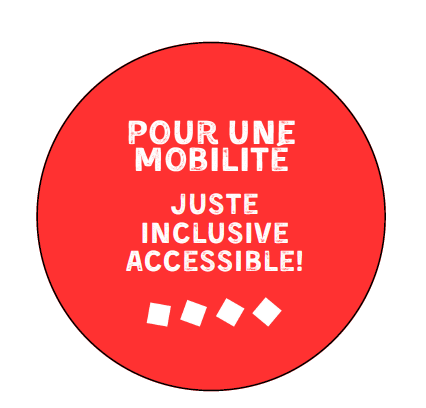 POUR UNE
MOBILITÉ
JUSTE
INCLUSIVE
ACCESSIBLE!